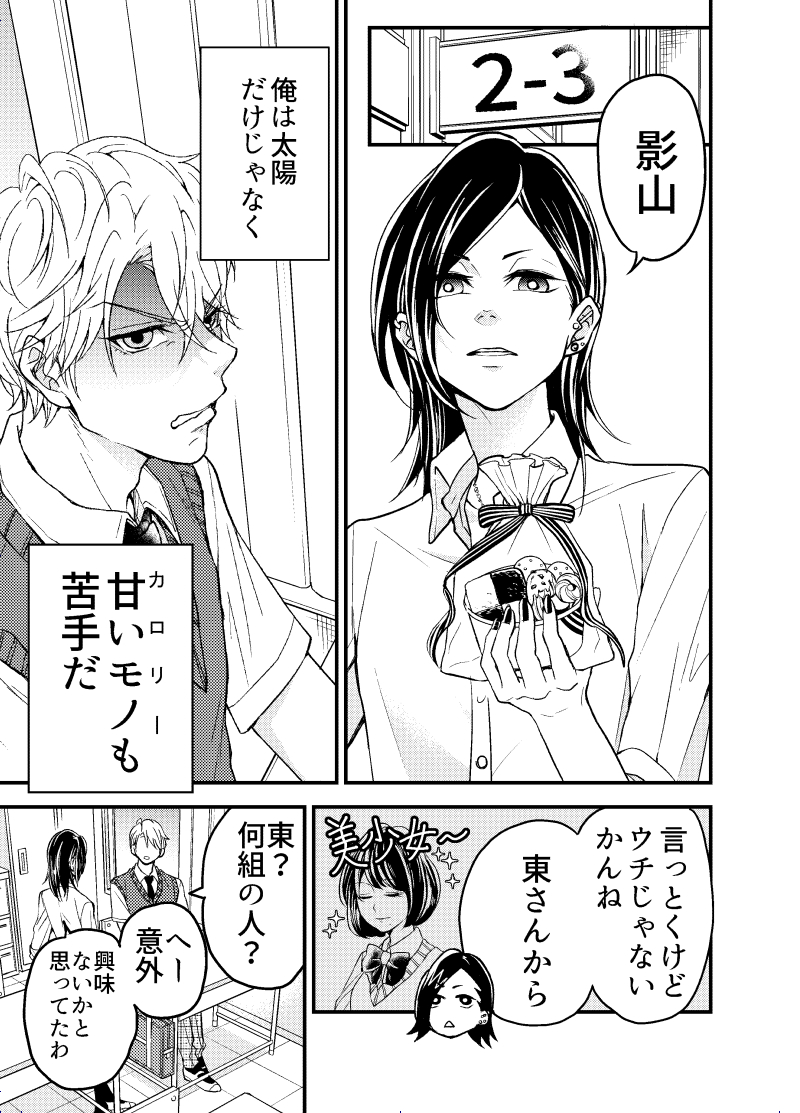 2-3
影山
俺は太陽
だけじゃなく
甘いモノも
カロリー
苦手だ
言っとくけど
ウチじゃない
かんね
東さんから
美少女〜
東?
何組の人?
へー
意外
興味
ないかと
思ってたわ